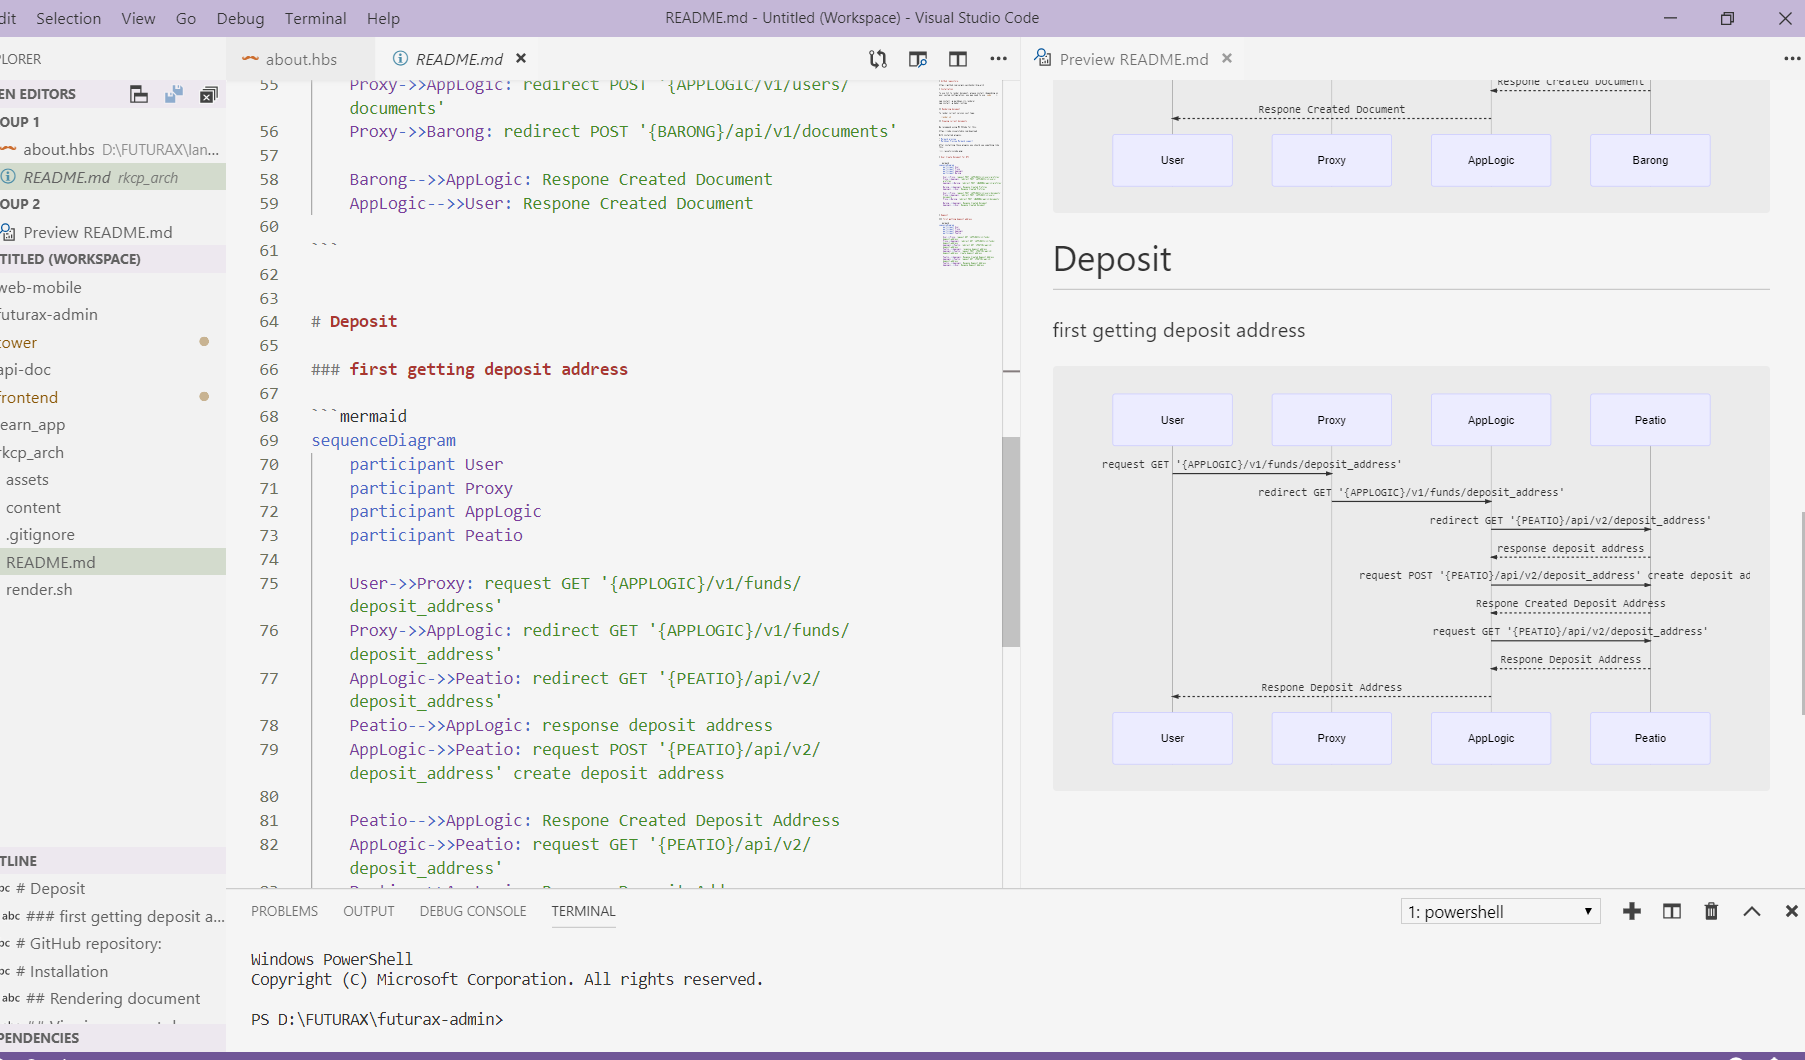 dit Selection View Go Debug Terminal Help
README.md - Untitled (Workspace) - Visual Studio Code
PLORER
EN EDITORS
OUP 1
about.hbs D:\FUTURAX\lan...
README.md rkcp_arch
OUP 2
Preview README.md
TITLED (WORKSPACE)
web-mobile
futurax-admin
tower
api-doc
frontend
earn_app
rkcp_arch
assets
content
.gitignore
README.md
render.sh
TLINE
bc # Deposit
abc ### first getting deposit a...
bc # GitHub repository:
bc # Installation
abc ## Rendering document
PENDENCIES
about.hbs
README.md
55 Proxy->>AppLogic: redirect POST '{APPLOGIC/v1/users/
documents'
56 Proxy->>Barong: redirect POST '{BARONG}/api/v1/documents'
57
58 Barong-->>AppLogic: Respone Created Document
59 AppLogic-->>User: Respone Created Document
60
61 ```
62
63
64 # Deposit
65
66 ### first getting deposit address
67
68 ```mermaid
69 sequenceDiagram
70 participant User
71 participant Proxy
72 participant AppLogic
73 participant Peatio
74
75 User->>Proxy: request GET '{APPLOGIC}/v1/funds/
deposit_address'
76 Proxy->>AppLogic: redirect GET '{APPLOGIC}/v1/funds/
deposit_address'
77 AppLogic->>Peatio: redirect GET '{PEATIO}/api/v2/
deposit_address'
78 Peatio-->>AppLogic: response deposit address
79 AppLogic->>Peatio: request POST '{PEATIO}/api/v2/
deposit_address' create deposit address
80
81 Peatio-->>AppLogic: Respone Created Deposit Address
82 AppLogic->>Peatio: request GET '{PEATIO}/api/v2/
deposit_address'
Preview README.md
Respone Created Document
Respone Created Document
User Proxy AppLogic Barong
Deposit
first getting deposit address
User Proxy AppLogic Peatio
request GET '{APPLOGIC}/v1/funds/deposit_address'
redirect GET '{APPLOGIC}/v1/funds/deposit_address'
redirect GET '{PEATIO}/api/v2/deposit_address'
response deposit address
request POST '{PEATIO}/api/v2/deposit_address' create deposit ad
Respone Created Deposit Address
request GET '{PEATIO}/api/v2/deposit_address'
Respone Deposit Address
Respone Deposit Address
User Proxy AppLogic Peatio
PROBLEMS OUTPUT DEBUG CONSOLE TERMINAL
1: powershell
Windows PowerShell
Copyright (C) Microsoft Corporation. All rights reserved.
PS D:\FUTURAX\futurax-admin>